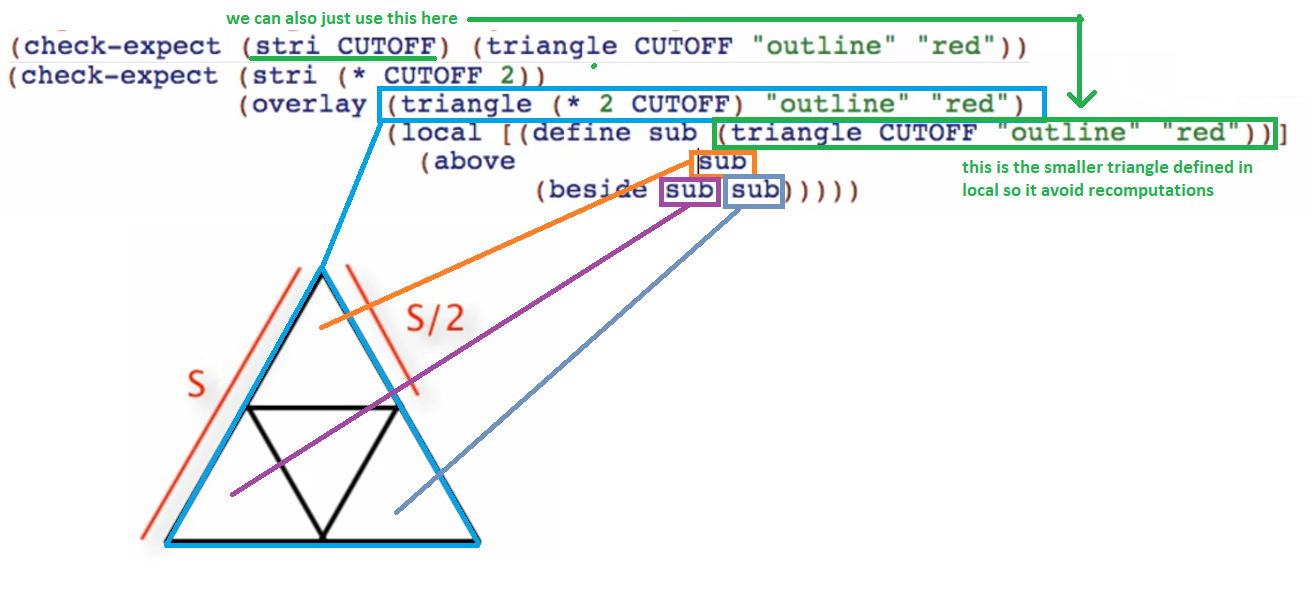 we can also just use this here
(check-expect (stri CUTOFF) (triangle CUTOFF "outline" "red"))
(check-expect (stri (* CUTOFF 2))
(overlay (triangle (* 2 CUTOFF) "outline" "red")
(local [(define sub (triangle CUTOFF "outline" "red"))]
(above sub
(beside sub sub)))))
this is the smaller triangle defined in
local so it avoid recomputations
S/2
S